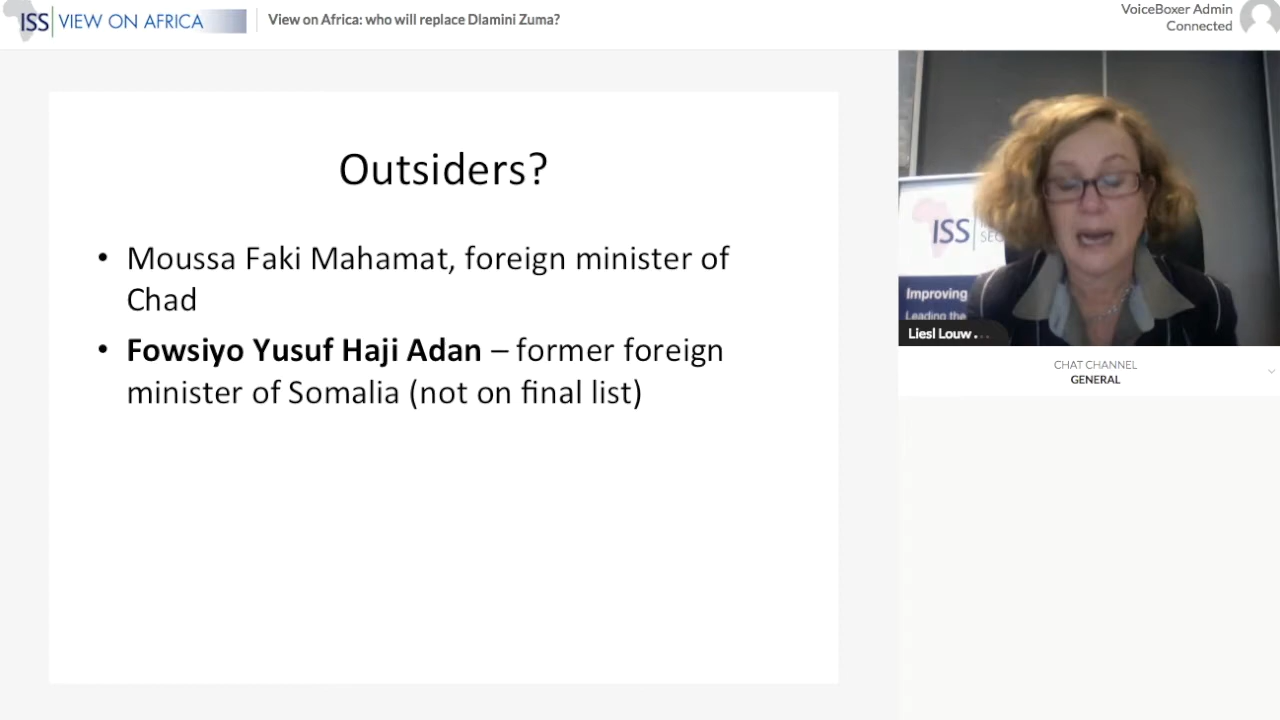 ISS VIEW ON AFRICA
View on Africa: who will replace Dlamini Zuma?
VoiceBoxer Admin
Connected
Outsiders?
• Moussa Faki Mahamat, foreign minister of
Chad
• Fowsiyo Yusuf Haji Adan – former foreign
minister of Somalia (not on final list)
ISS
SEC
Improving
Leading the
Liesl Louw
CHAT CHANNEL
GENERAL